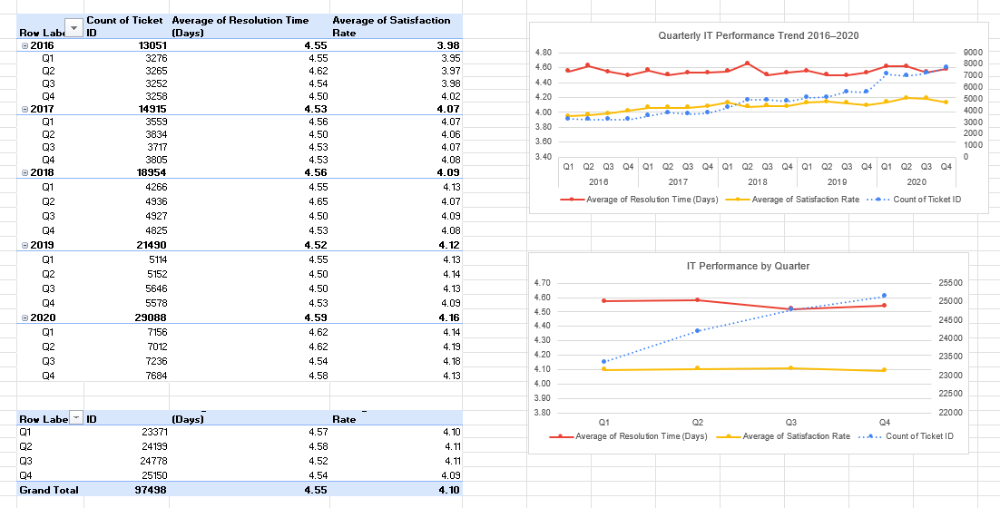 Count of Ticket Average of Resolution Time Average of Satisfaction
Row Labe ID (Days) Rate
2016 13051 4.55 3.98
Q1 3276 4.55 3.95
Q2 3265 4.62 3.97
Q3 3252 4.54 3.98
Q4 3258 4.50 4.02
2017 14915 4.53 4.07
Q1 3559 4.56 4.07
Q2 3834 4.50 4.06
Q3 3717 4.53 4.07
Q4 3805 4.53 4.08
2018 18954 4.56 4.09
Q1 4266 4.55 4.13
Q2 4936 4.65 4.07
Q3 4927 4.50 4.09
Q4 4825 4.53 4.08
2019 21490 4.52 4.12
Q1 5114 4.55 4.13
Q2 5152 4.50 4.14
Q3 5646 4.50 4.13
Q4 5578 4.53 4.09
2020 29088 4.59 4.16
Q1 7156 4.62 4.14
Q2 7012 4.62 4.19
Q3 7236 4.54 4.18
Q4 7684 4.58 4.13
Row Labe ID (Days) Rate
Q1 23371 4.57 4.10
Q2 24199 4.58 4.11
Q3 24778 4.52 4.11
Q4 25150 4.54 4.09
Grand Total 97498 4.55 4.10
Quarterly IT Performance Trend 2016–2020
4.80 9000
4.60 8000
4.40 7000
4.20 6000
4.00 5000
3.80 4000
3.60 3000
3.40 2000
1000
0
Q1 Q2 Q3 Q4 Q1 Q2 Q3 Q4 Q1 Q2 Q3 Q4 Q1 Q2 Q3 Q4 Q1 Q2 Q3 Q4
2016 2017 2018 2019 2020
Average of Resolution Time (Days) Average of Satisfaction Rate Count of Ticket ID
IT Performance by Quarter
4.70 25500
4.60 25000
4.50 24500
4.40 24000
4.30 23500
4.20 23000
4.10 22500
4.00 22000
3.90
3.80
Q1 Q2 Q3 Q4
Average of Resolution Time (Days) Average of Satisfaction Rate Count of Ticket ID